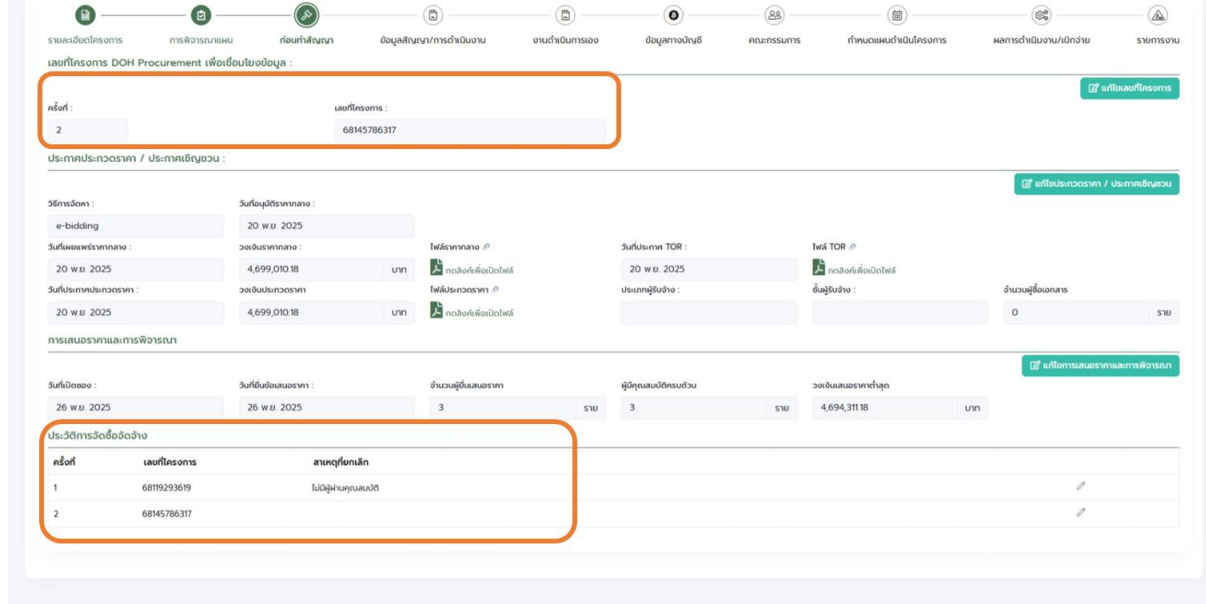 รายละเอียดโครงการ การพิจารณาแผน ก่อนทำสัญญา ข้อมูลสัญญา/การดำเนินงาน งานดำเนินการเอง ข้อมูลทางบัญชี คณะกรรมการ กำหนดแผนดำเนินโครงการ ผลการดำเนินงาน/เบิกจ่าย รายการงาน
เลขที่โครงการ DOH Procurement เพื่อเชื่อมโยงข้อมูล :
แก้ไขเลขที่โครงการ
ครั้งที่ : เลขที่โครงการ :
2 68145786317
ประกาศประกวดราคา / ประกาศเชิญชวน :
แก้ไขประกวดราคา / ประกาศเชิญชวน
วิธีการจัดหา : วันที่อนุมัติราคากลาง :
e-bidding 20 พ.ย. 2025
วันที่เผยแพร่ราคากลาง : วงเงินราคากลาง : ไฟล์ราคากลาง วันที่ประกาศ TOR : ไฟล์ TOR
20 พ.ย. 2025 4,699,010.18 บาท กดลิงค์เพื่อเปิดไฟล์ 20 พ.ย. 2025 กดลิงค์เพื่อเปิดไฟล์
วันที่ประกาศประกวดราคา : วงเงินประกวดราคา ไฟล์ประกวดราคา ประเภทผู้รับจ้าง : ชั้นผู้รับจ้าง : จำนวนผู้ซื้อเอกสาร
20 พ.ย. 2025 4,699,010.18 บาท กดลิงค์เพื่อเปิดไฟล์ 0 ราย
การเสนอราคาและการพิจารณา
แก้ไขการเสนอราคาและการพิจารณา
วันที่เปิดซอง : วันที่ยื่นข้อเสนอราคา : จำนวนผู้ยื่นเสนอราคา ผู้มีคุณสมบัติครบถ้วน วงเงินเสนอราคาต่ำสุด
26 พ.ย. 2025 26 พ.ย. 2025 3 ราย 3 ราย 4,694,311.18 บาท
ประวัติการจัดซื้อจัดจ้าง
ครั้งที่ เลขที่โครงการ สาเหตุที่ยกเลิก
1 68119293619 ไม่มีผู้ผ่านคุณสมบัติ
2 68145786317